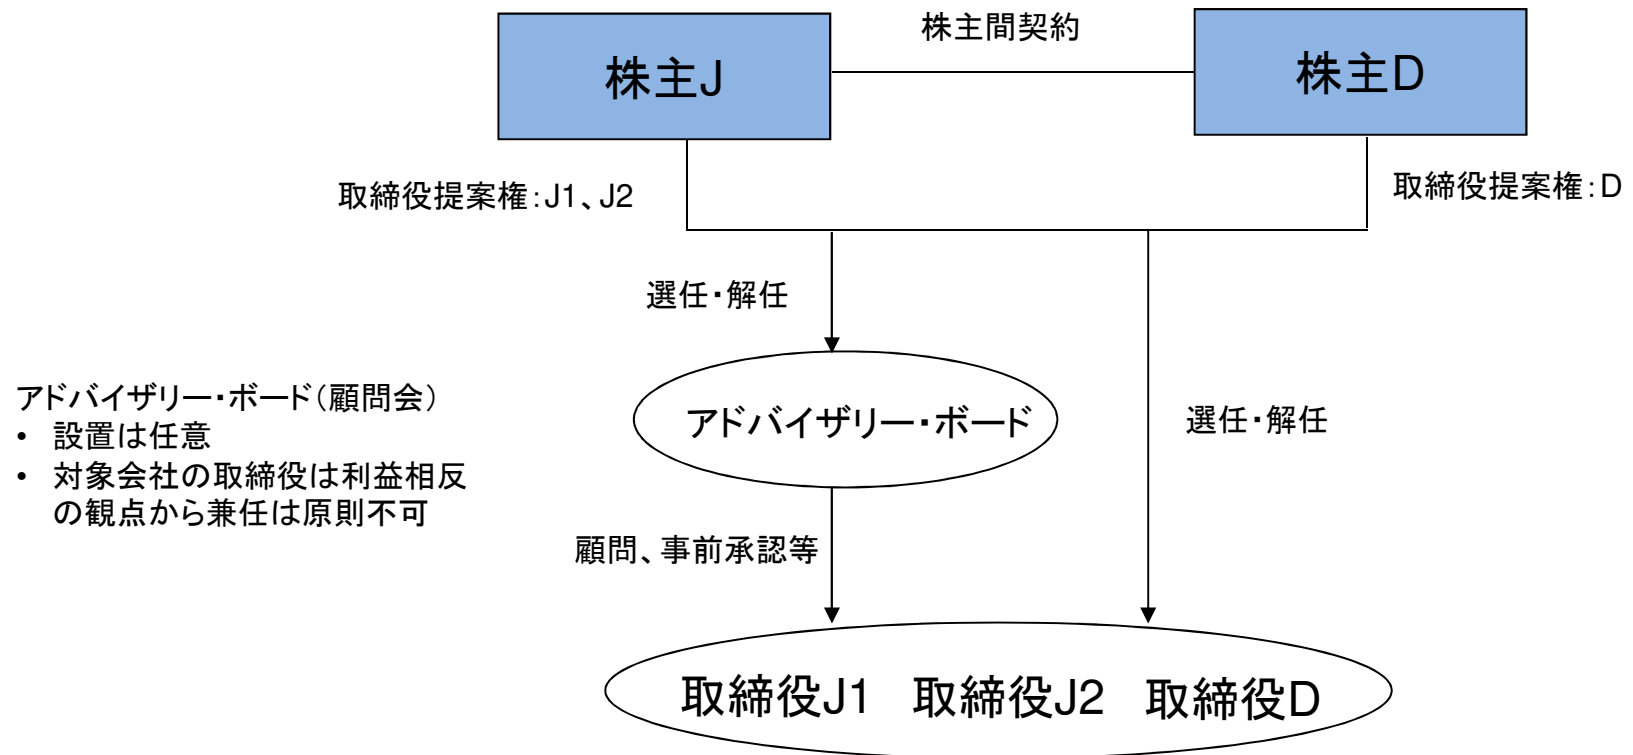 株主間契約
株主J
株主D
取締役提案権：J1、J2
取締役提案権：D
選任・解任
アドバイザリー・ボード（顧問会）
• 設置は任意
• 対象会社の取締役は利益相反
の観点から兼任は原則不可
アドバイザリー・ボード
選任・解任
顧問、事前承認等
取締役J1 取締役J2 取締役D